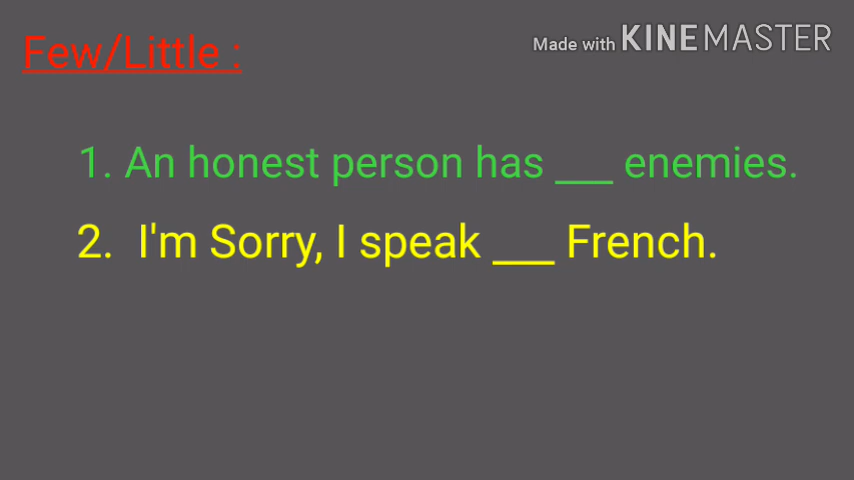 Few/Little :
Made with KINEMASTER
1. An honest person has ___ enemies.
2. I'm Sorry, I speak ___ French.